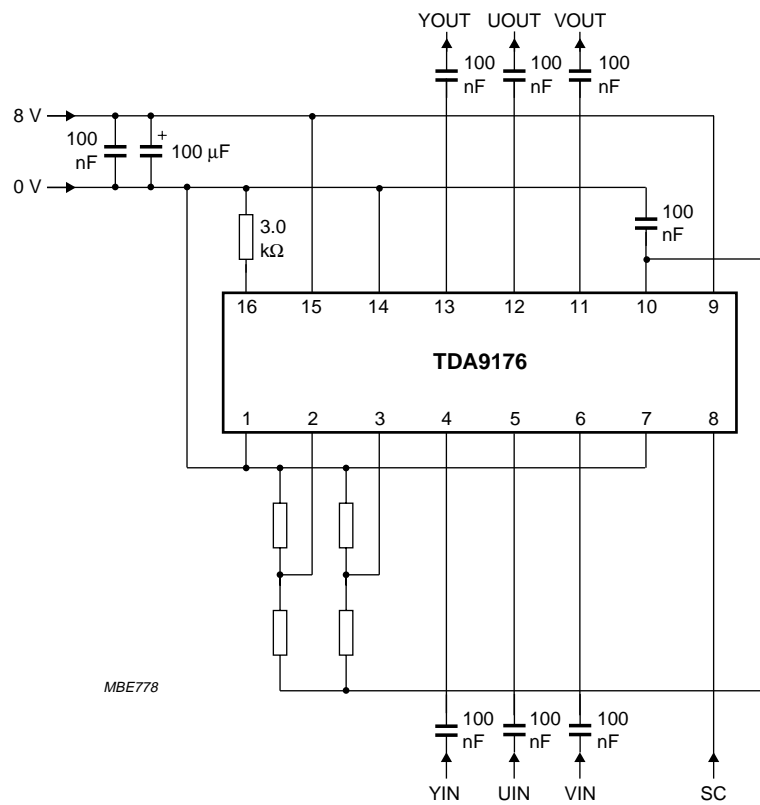 YOUT UOUT VOUT
100 nF
100 nF
100 nF
8 V
100 nF
+
100 µF
0 V
3.0 kΩ
100 nF
16 15 14 13 12 11 10 9
TDA9176
1 2 3 4 5 6 7 8
MBE778
100 nF
100 nF
100 nF
YIN UIN VIN SC